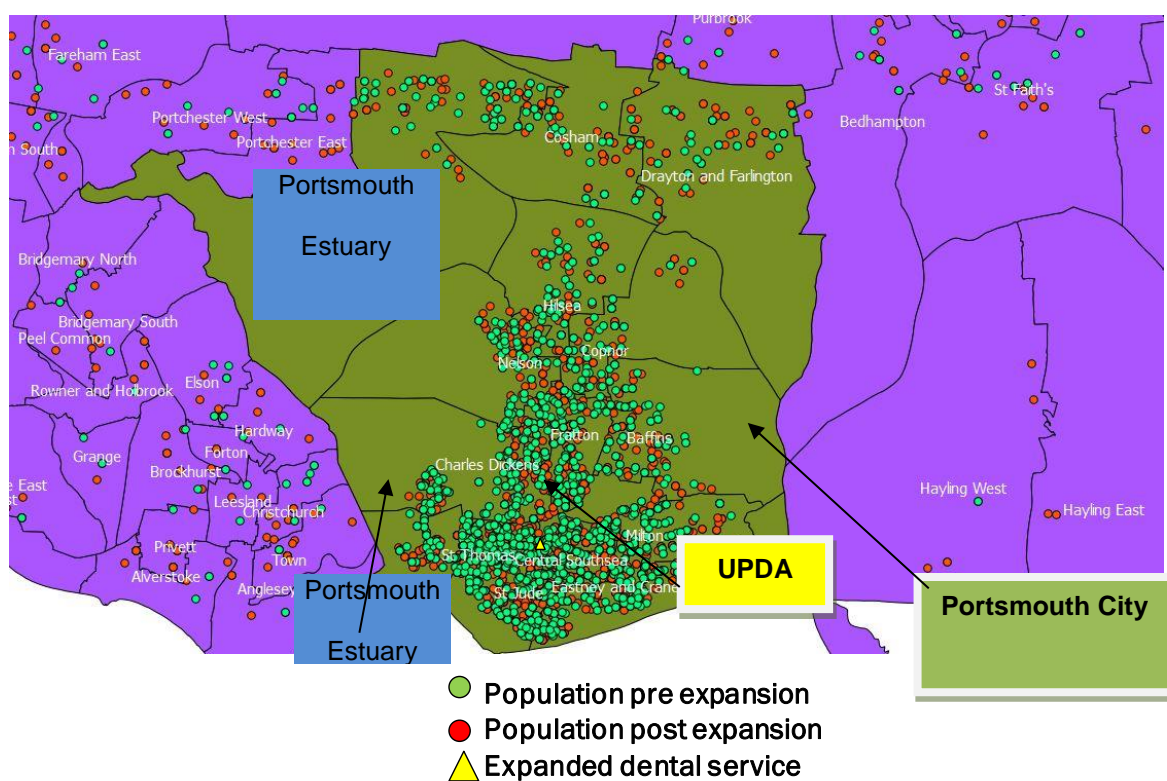 Purbrook
Fareham East
St Faith's
Portchester West
Bedhampton
Cosham
Portchester East
n South
Drayton and Farlington
Portsmouth
Estuary
Bridgemary North
Hilsea
Bridgemary South
Peel Common
Copnor
Nelson
Elson
Rowner and Holbrook
Hardway
Fratton
Baffins
Forton
Grange
Charles Dickens
Brockhurst
e East
Leesland
Hayling West
Christchurch
Hayling East
Milton
Privett
St Thomas
Central Southsea
Town
UPDA
Alverstoke
Anglesey
St Jude
Eastney and Crane
Portsmouth
Estuary
Portsmouth City
Population pre expansion
Population post expansion
Expanded dental service